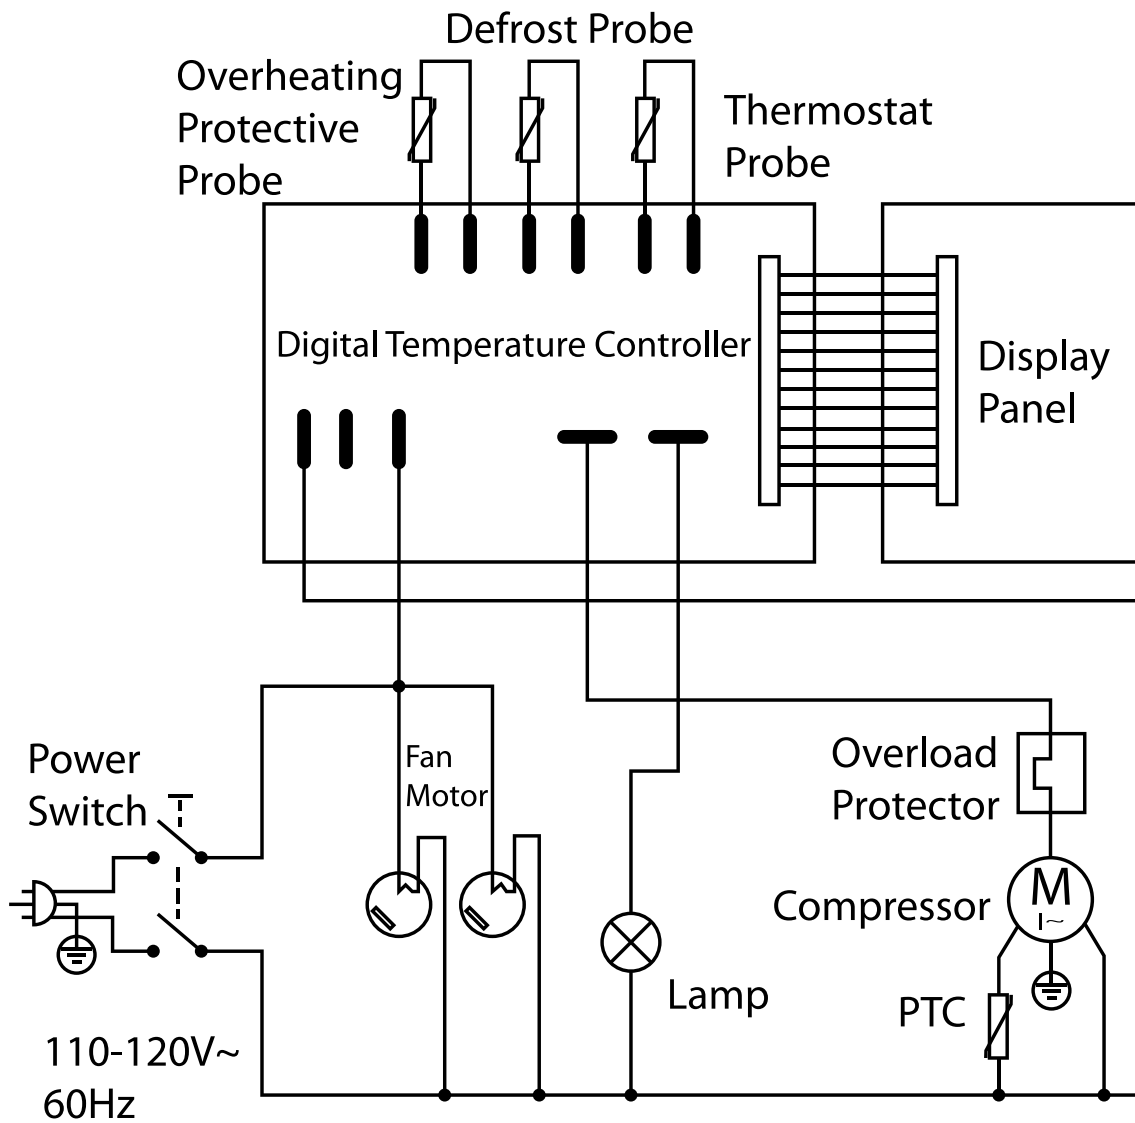 Defrost Probe
Overheating
Protective
Probe
Thermostat
Probe
Digital Temperature Controller
Display
Panel
Power
Switch
Fan
Motor
Overload
Protector
Compressor
M
I~
Lamp
PTC
110-120V~
60Hz